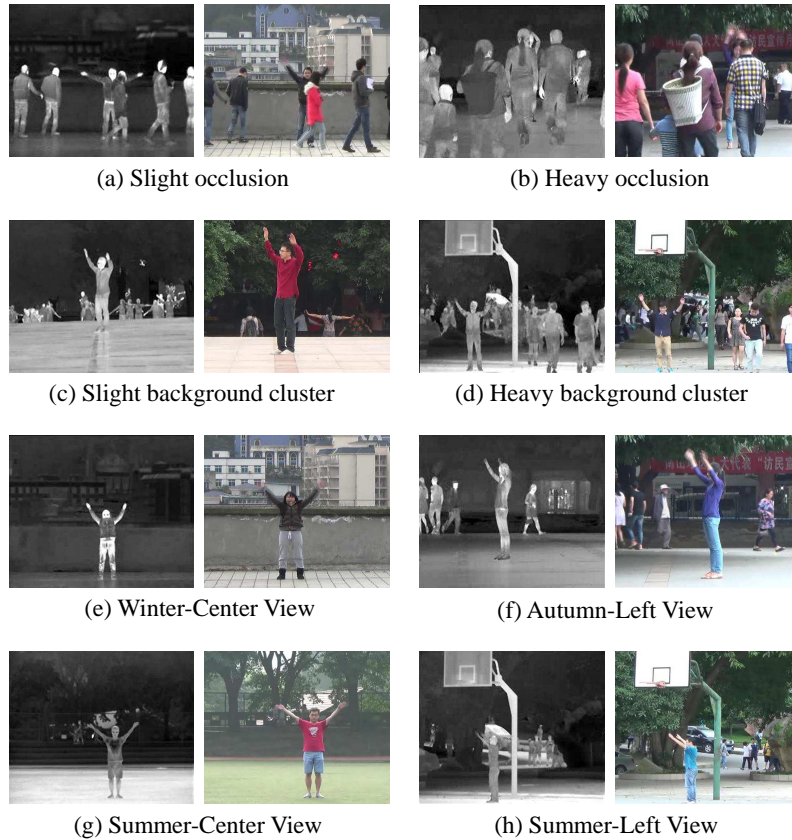 (a) Slight occlusion
(b) Heavy occlusion
(c) Slight background cluster
(d) Heavy background cluster
(e) Winter-Center View
(f) Autumn-Left View
(g) Summer-Center View
(h) Summer-Left View